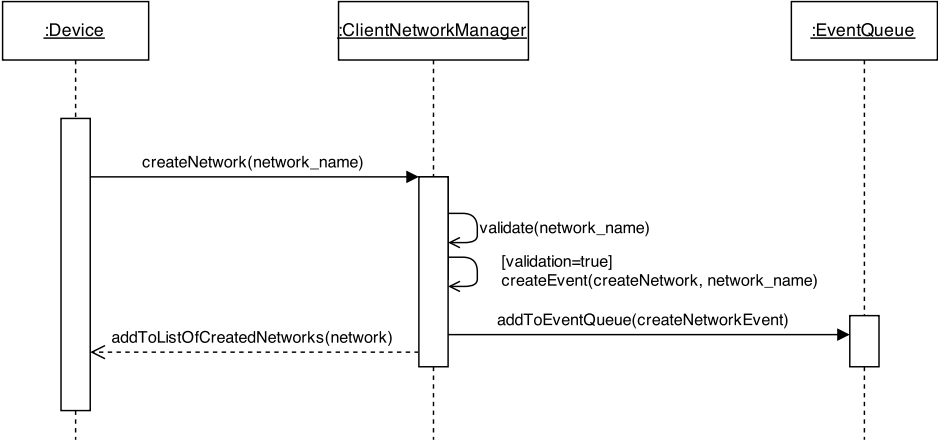 :Device
:ClientNetworkManager
:EventQueue
createNetwork(network_name)
validate(network_name)
[validation=true]
createEvent(createNetwork, network_name)
addToEventQueue(createNetworkEvent)
addToListOfCreatedNetworks(network)